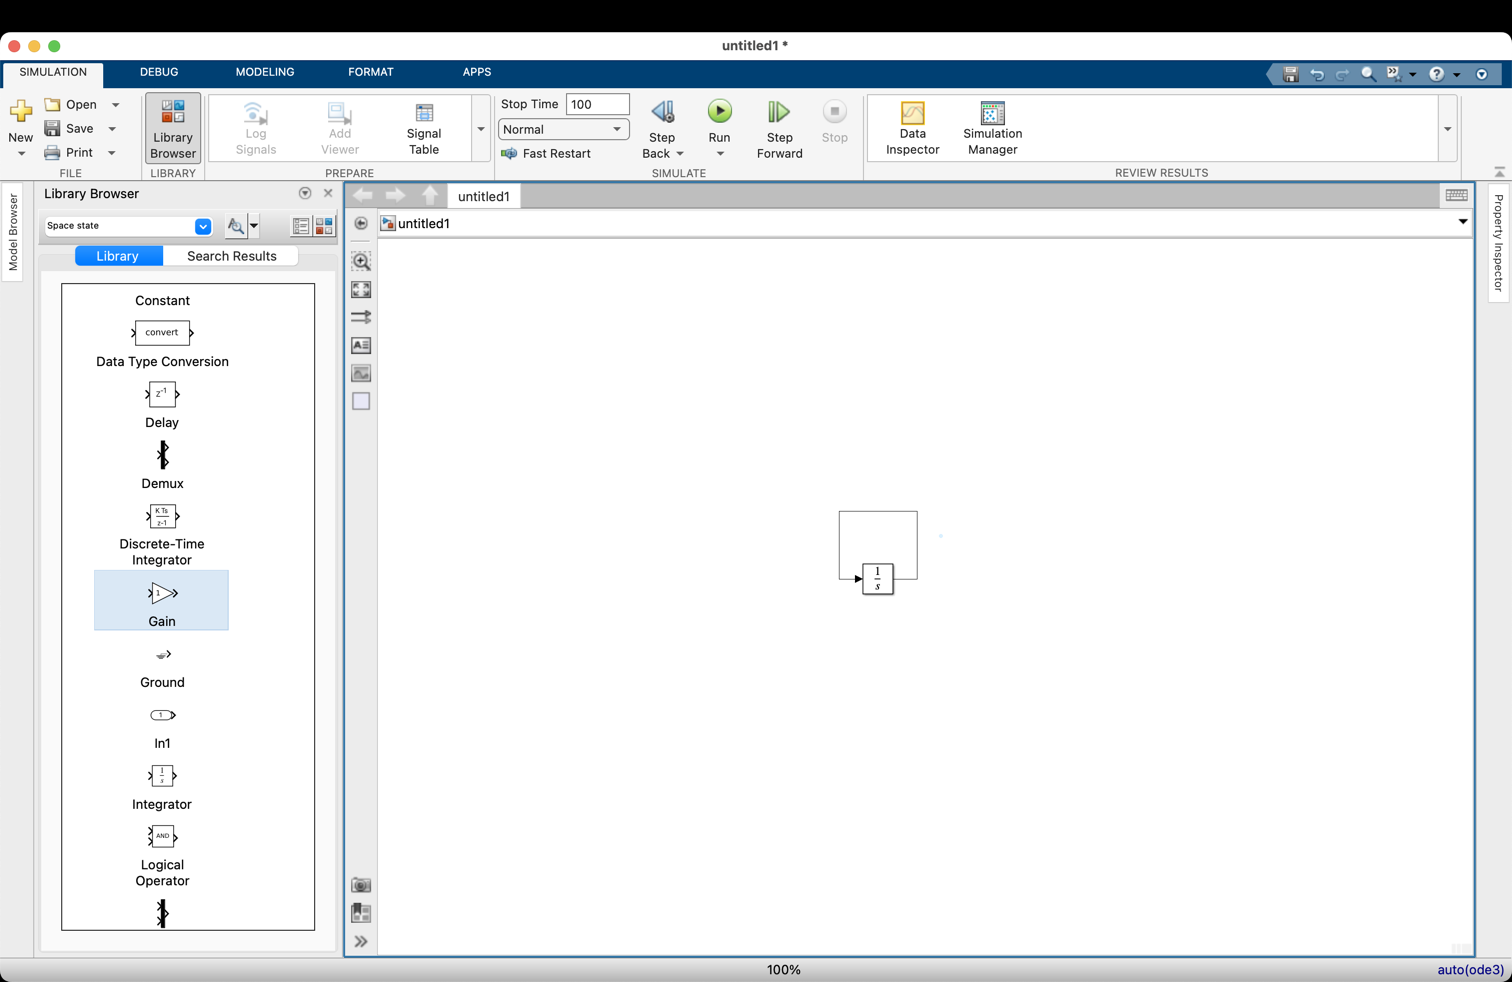 untitled1 *
SIMULATION
DEBUG
MODELING
FORMAT
APPS
New
Open
Save
Print
FILE
Library
Browser
LIBRARY
Log
Signals
Add
Viewer
Signal
Table
PREPARE
Stop Time 100
Normal
Fast Restart
Step
Back
Run
Step
Forward
Stop
SIMULATE
Data
Inspector
Simulation
Manager
REVIEW RESULTS
Model Browser
Library Browser
Space state
Library
Search Results
Constant
convert
Data Type Conversion
z-1
Delay
Demux
K Ts
z-1
Discrete-Time
Integrator
1
Gain
Ground
1
In1
1
s
Integrator
AND
Logical
Operator
untitled1
untitled1
1
s
Property Inspector
100%
auto(ode3)